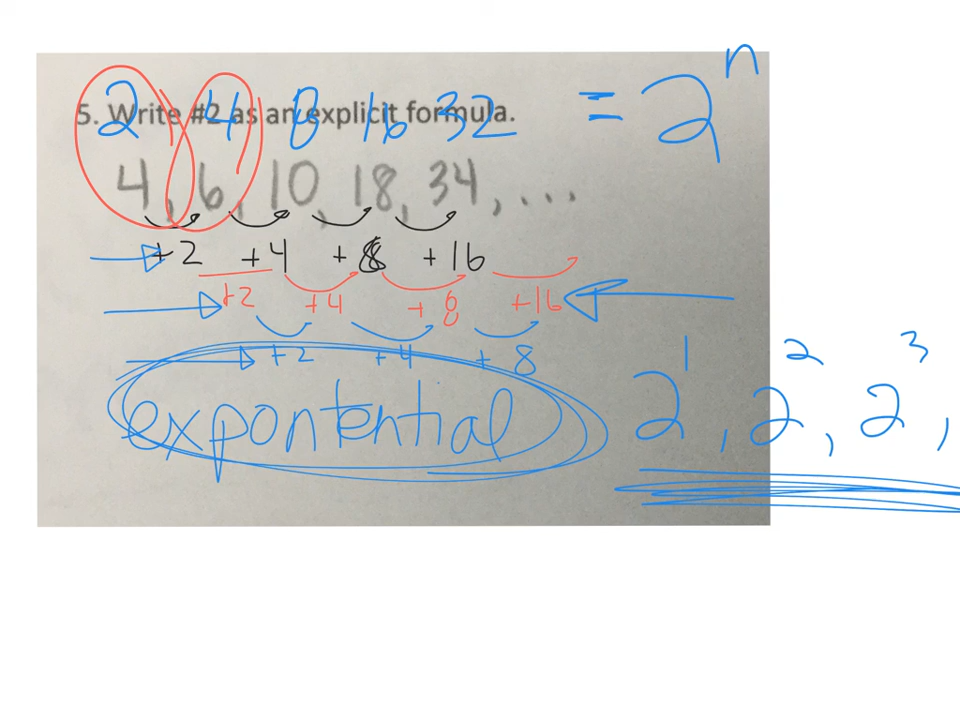 2 4 8 16 32 = 2^n
5. Write #2 as an explicit formula.
4, 6, 10, 18, 34, ...
+2 +4 +8 +16
+2 +4 +8 +16
+2 +4 +8
expontential
2^1, 2^2, 2^3,